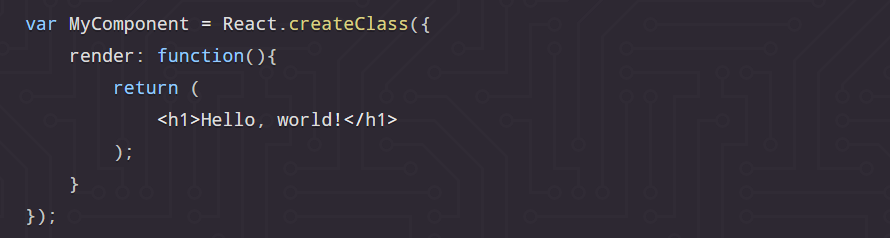 var MyComponent = React.createClass({
    render: function(){
        return (
            <h1>Hello, world!</h1>
        );
    }
});